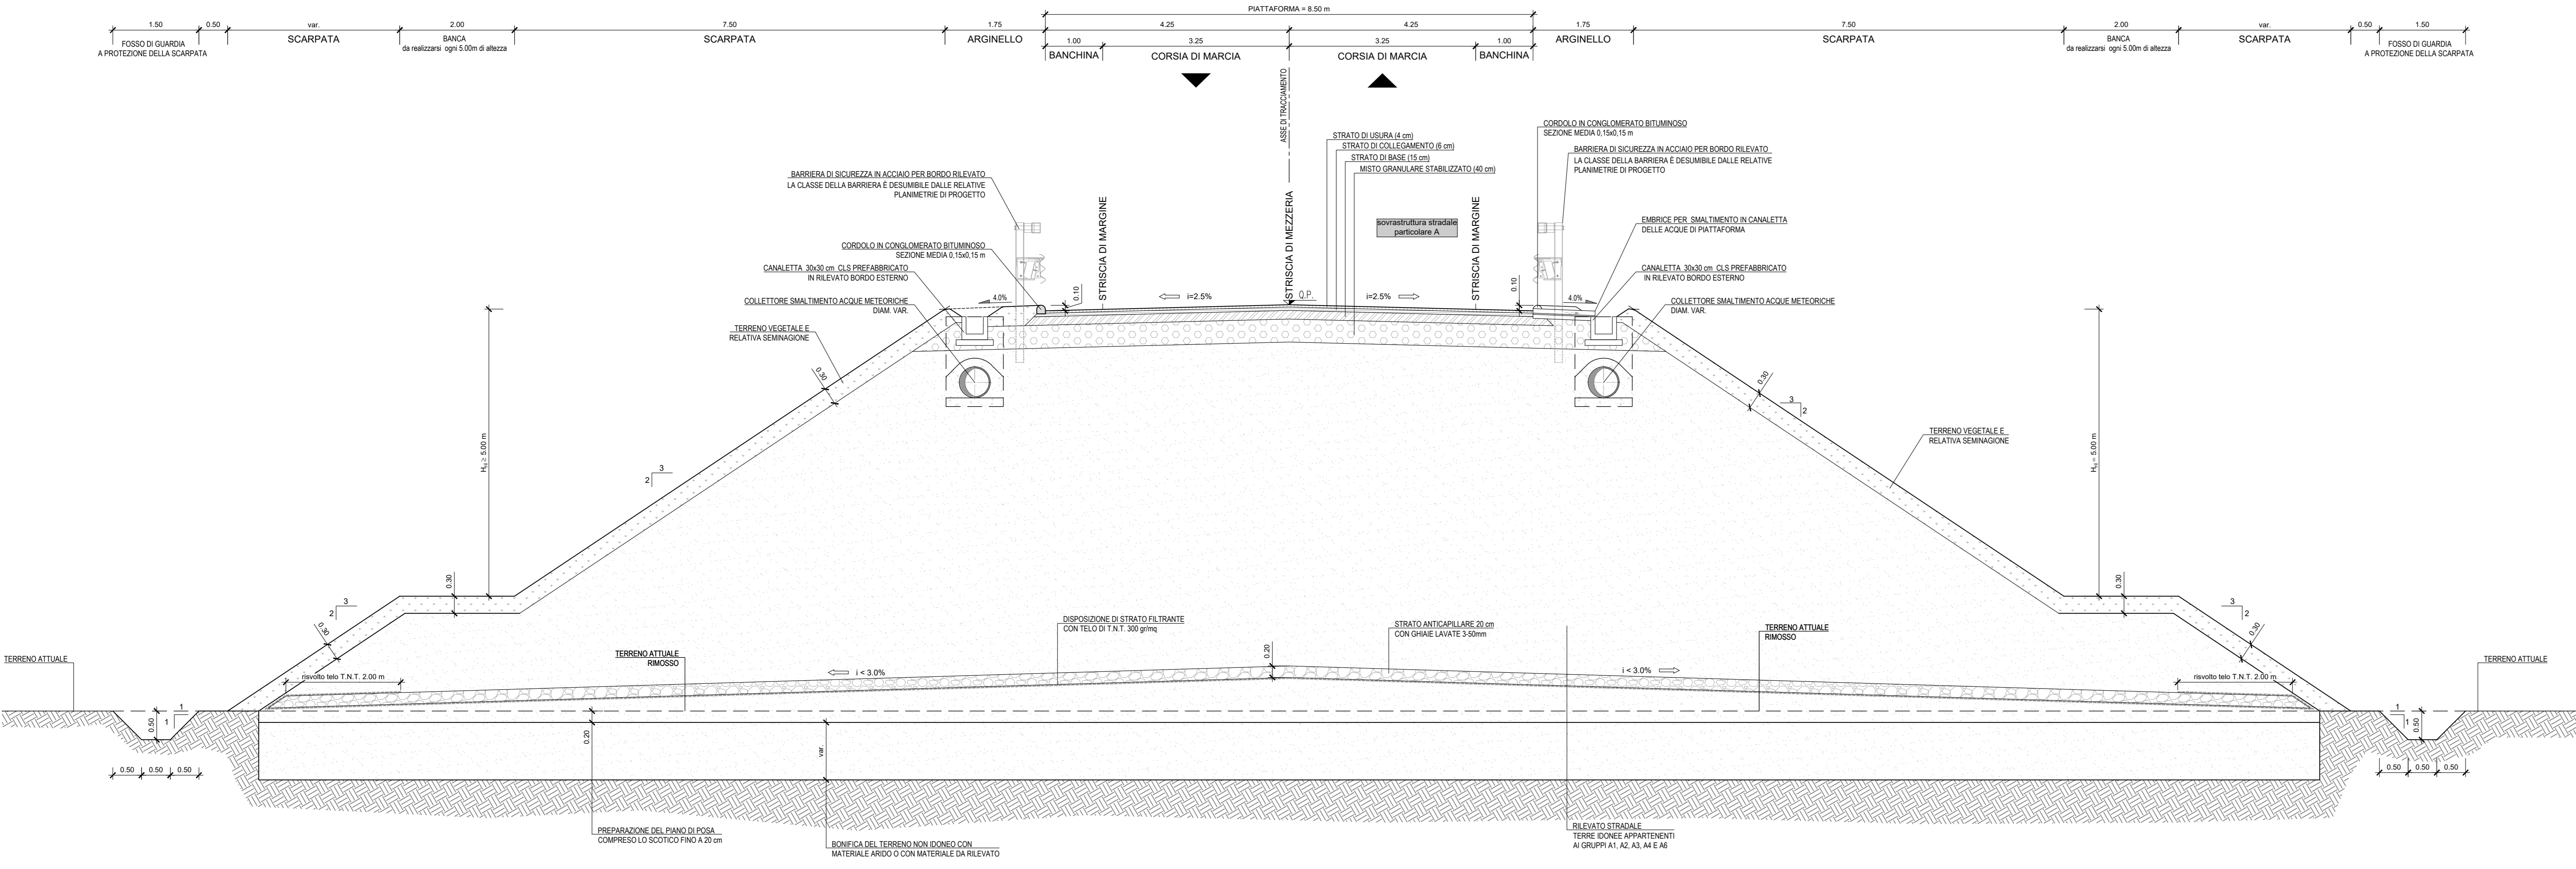 PIATTAFORMA = 8.50 m
1.50
0.50
var.
2.00
7.50
1.75
4.25
4.25
1.75
7.50
2.00
var.
0.50
1.50
FOSSO DI GUARDIA
A PROTEZIONE DELLA SCARPATA
SCARPATA
BANCA
da realizzarsi ogni 5.00m di altezza
SCARPATA
ARGINELLO
1.00
3.25
3.25
1.00
BANCHINA
CORSIA DI MARCIA
CORSIA DI MARCIA
BANCHINA
ARGINELLO
SCARPATA
BANCA
da realizzarsi ogni 5.00m di altezza
SCARPATA
FOSSO DI GUARDIA
A PROTEZIONE DELLA SCARPATA
ASSE DI TRACCIAMENTO
STRATO DI USURA (4 cm)
STRATO DI COLLEGAMENTO (6 cm)
STRATO DI BASE (15 cm)
MISTO GRANULARE STABILIZZATO (40 cm)
CORDOLO IN CONGLOMERATO BITUMINOSO
SEZIONE MEDIA 0,15x0,15 m
BARRIERA DI SICUREZZA IN ACCIAIO PER BORDO RILEVATO
LA CLASSE DELLA BARRIERA È DESUMIBILE DALLE RELATIVE
PLANIMETRIE DI PROGETTO
BARRIERA DI SICUREZZA IN ACCIAIO PER BORDO RILEVATO
LA CLASSE DELLA BARRIERA È DESUMIBILE DALLE RELATIVE
PLANIMETRIE DI PROGETTO
STRISCIA DI MARGINE
STRISCIA DI MEZZERIA
STRISCIA DI MARGINE
sovrastruttura stradale
particolare A
EMBRICE PER SMALTIMENTO IN CANALETTA
DELLE ACQUE DI PIATTAFORMA
CORDOLO IN CONGLOMERATO BITUMINOSO
SEZIONE MEDIA 0,15x0,15 m
CANALETTA 30x30 cm CLS PREFABBRICATO
IN RILEVATO BORDO ESTERNO
CANALETTA 30x30 cm CLS PREFABBRICATO
IN RILEVATO BORDO ESTERNO
COLLETTORE SMALTIMENTO ACQUE METEORICHE
DIAM. VAR.
COLLETTORE SMALTIMENTO ACQUE METEORICHE
DIAM. VAR.
4.0%
0.10
i=2.5%
Q.P.
i=2.5%
0.10
4.0%
TERRENO VEGETALE E
RELATIVA SEMINAGIONE
0.30
0.30
3
2
TERRENO VEGETALE E
RELATIVA SEMINAGIONE
Hril ≥ 5.00 m
3
2
Hril = 5.00 m
0.30
3
2
0.30
0.30
3
2
0.30
DISPOSIZIONE DI STRATO FILTRANTE
CON TELO DI T.N.T. 300 gr/mq
STRATO ANTICAPILLARE 20 cm
CON GHIAIE LAVATE 3-50mm
TERRENO ATTUALE
RIMOSSO
TERRENO ATTUALE
RIMOSSO
TERRENO ATTUALE
TERRENO ATTUALE
0.20
i < 3.0%
i < 3.0%
risvolto telo T.N.T. 2.00 m
risvolto telo T.N.T. 2.00 m.
1
1
0.50
0.50
0.50
0.50
0.20
var.
1
1
0.50
0.50
0.50
0.50
PREPARAZIONE DEL PIANO DI POSA
COMPRESO LO SCOTICO FINO A 20 cm
BONIFICA DEL TERRENO NON IDONEO CON
MATERIALE ARIDO O CON MATERIALE DA RILEVATO
RILEVATO STRADALE
TERRE IDONEE APPARTENENTI
AI GRUPPI A1, A2, A3, A4 E A6